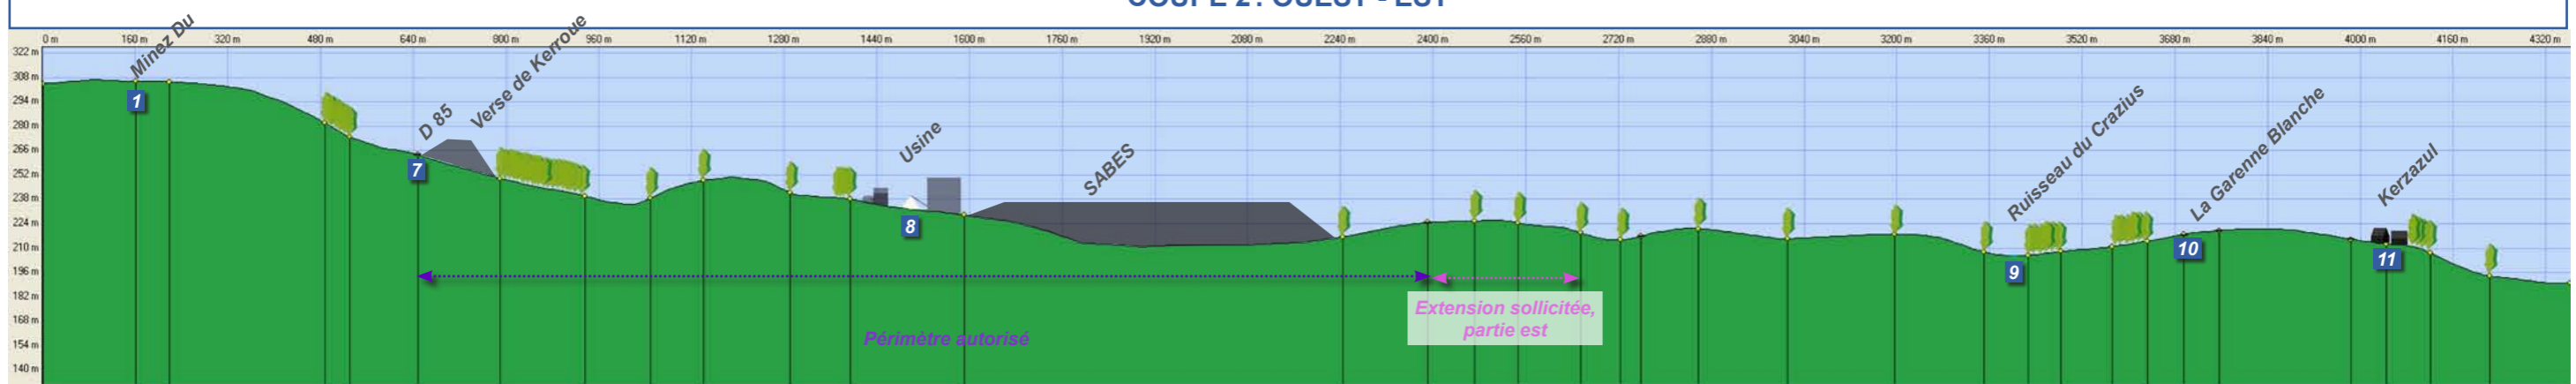 COUPE 2 : OUEST - EST
0 m 160 m 320 m 480 m 640 m 800 m 960 m 1120 m 1280 m 1440 m 1600 m 1760 m 1920 m 2080 m 2240 m 2400 m 2560 m 2720 m 2880 m 3040 m 3200 m 3360 m 3520 m 3680 m 3840 m 4000 m 4160 m 4320 m
322 m
308 m
294 m
280 m
266 m
252 m
238 m
224 m
210 m
196 m
182 m
168 m
154 m
140 m
Minez Du
1
D 85
7
Verse de Kerroue
Usine
8
SABES
Ruisseau du Crazius
9
La Garenne Blanche
10
Kerzazul
11
Périmètre autorisé
Extension sollicitée,
partie est